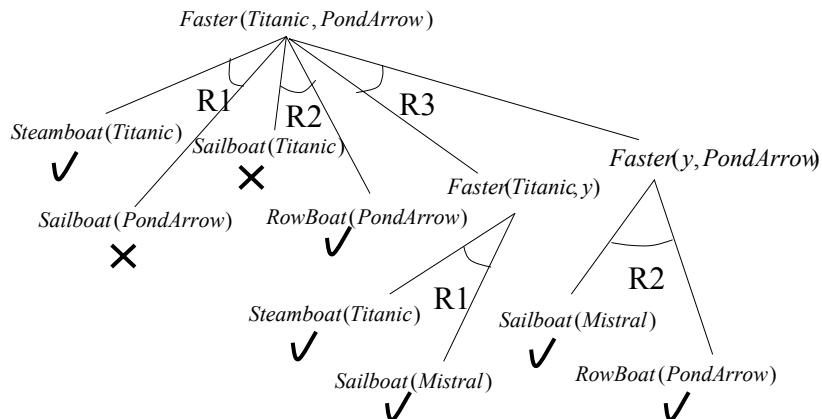 Faster(Titanic, PondArrow)
R1
R2
R3
Steamboat(Titanic)
Sailboat(Titanic)
Faster(y, PondArrow)
Faster(Titanic, y)
Sailboat(PondArrow)
RowBoat(PondArrow)
R1
R2
Steamboat(Titanic)
Sailboat(Mistral)
Sailboat(Mistral)
RowBoat(PondArrow)